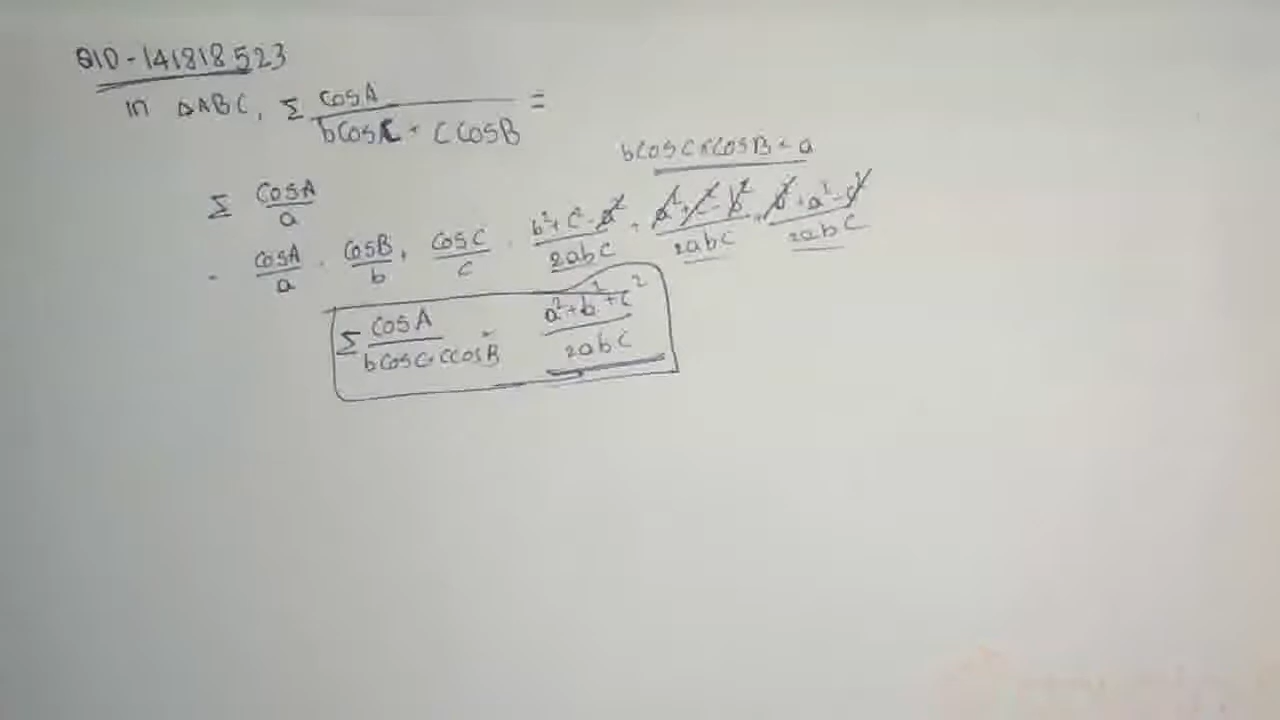 QID-141818523
In ΔABC, Σ cosA / bcosC + ccosB =
bcosC+ccosB = a
Σ cosA / a
= cosA / a + cosB / b + cosC / c = b²+c²-a² / 2abc + a²+c²-b² / 2abc + b²+a²-c² / 2abc
Σ cosA / bcosC+ccosB = a²+b²+c² / 2abc